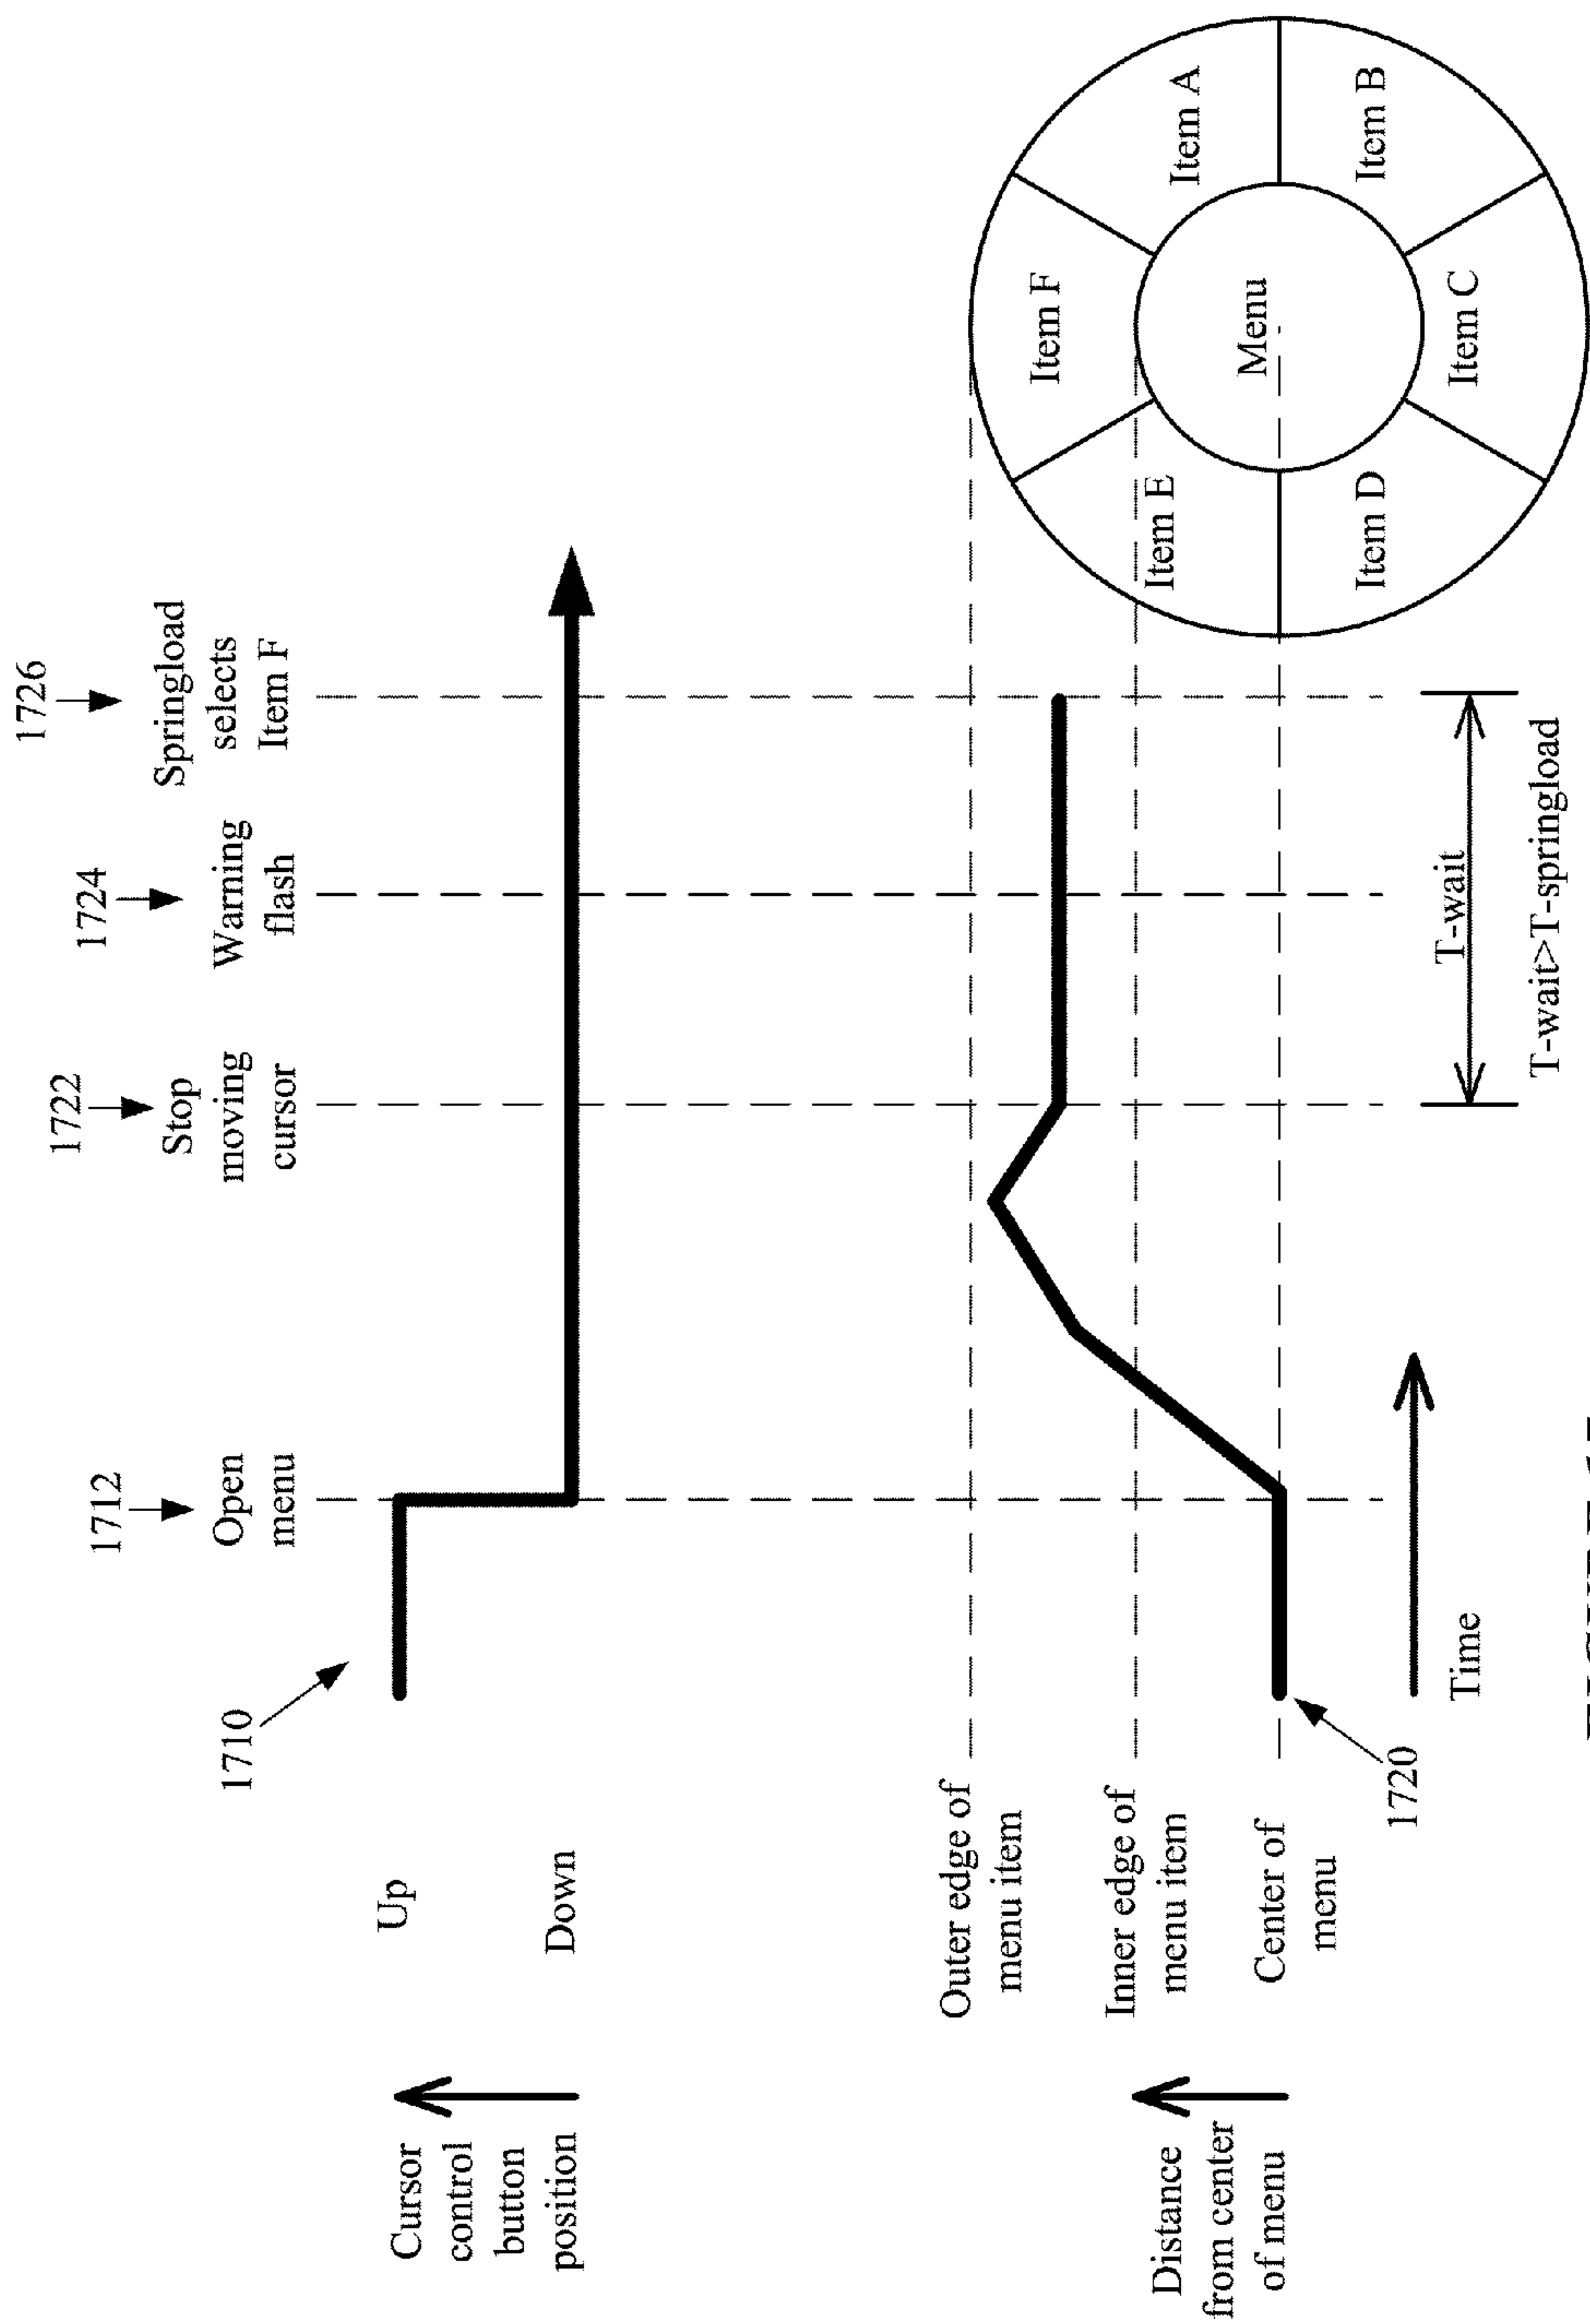 1712
1722
1724
1726
Open
menu
Stop
moving
cursor
Warning
flash
Springload
selects
Item F
1710
Cursor
control
button
position
Up
Down
Distance
from center
of menu
Outer edge of
menu item
Inner edge of
menu item
Center of
menu
1720
Time
T-wait
T-wait>T-springload
Menu
Item A
Item B
Item C
Item D
Item E
Item F